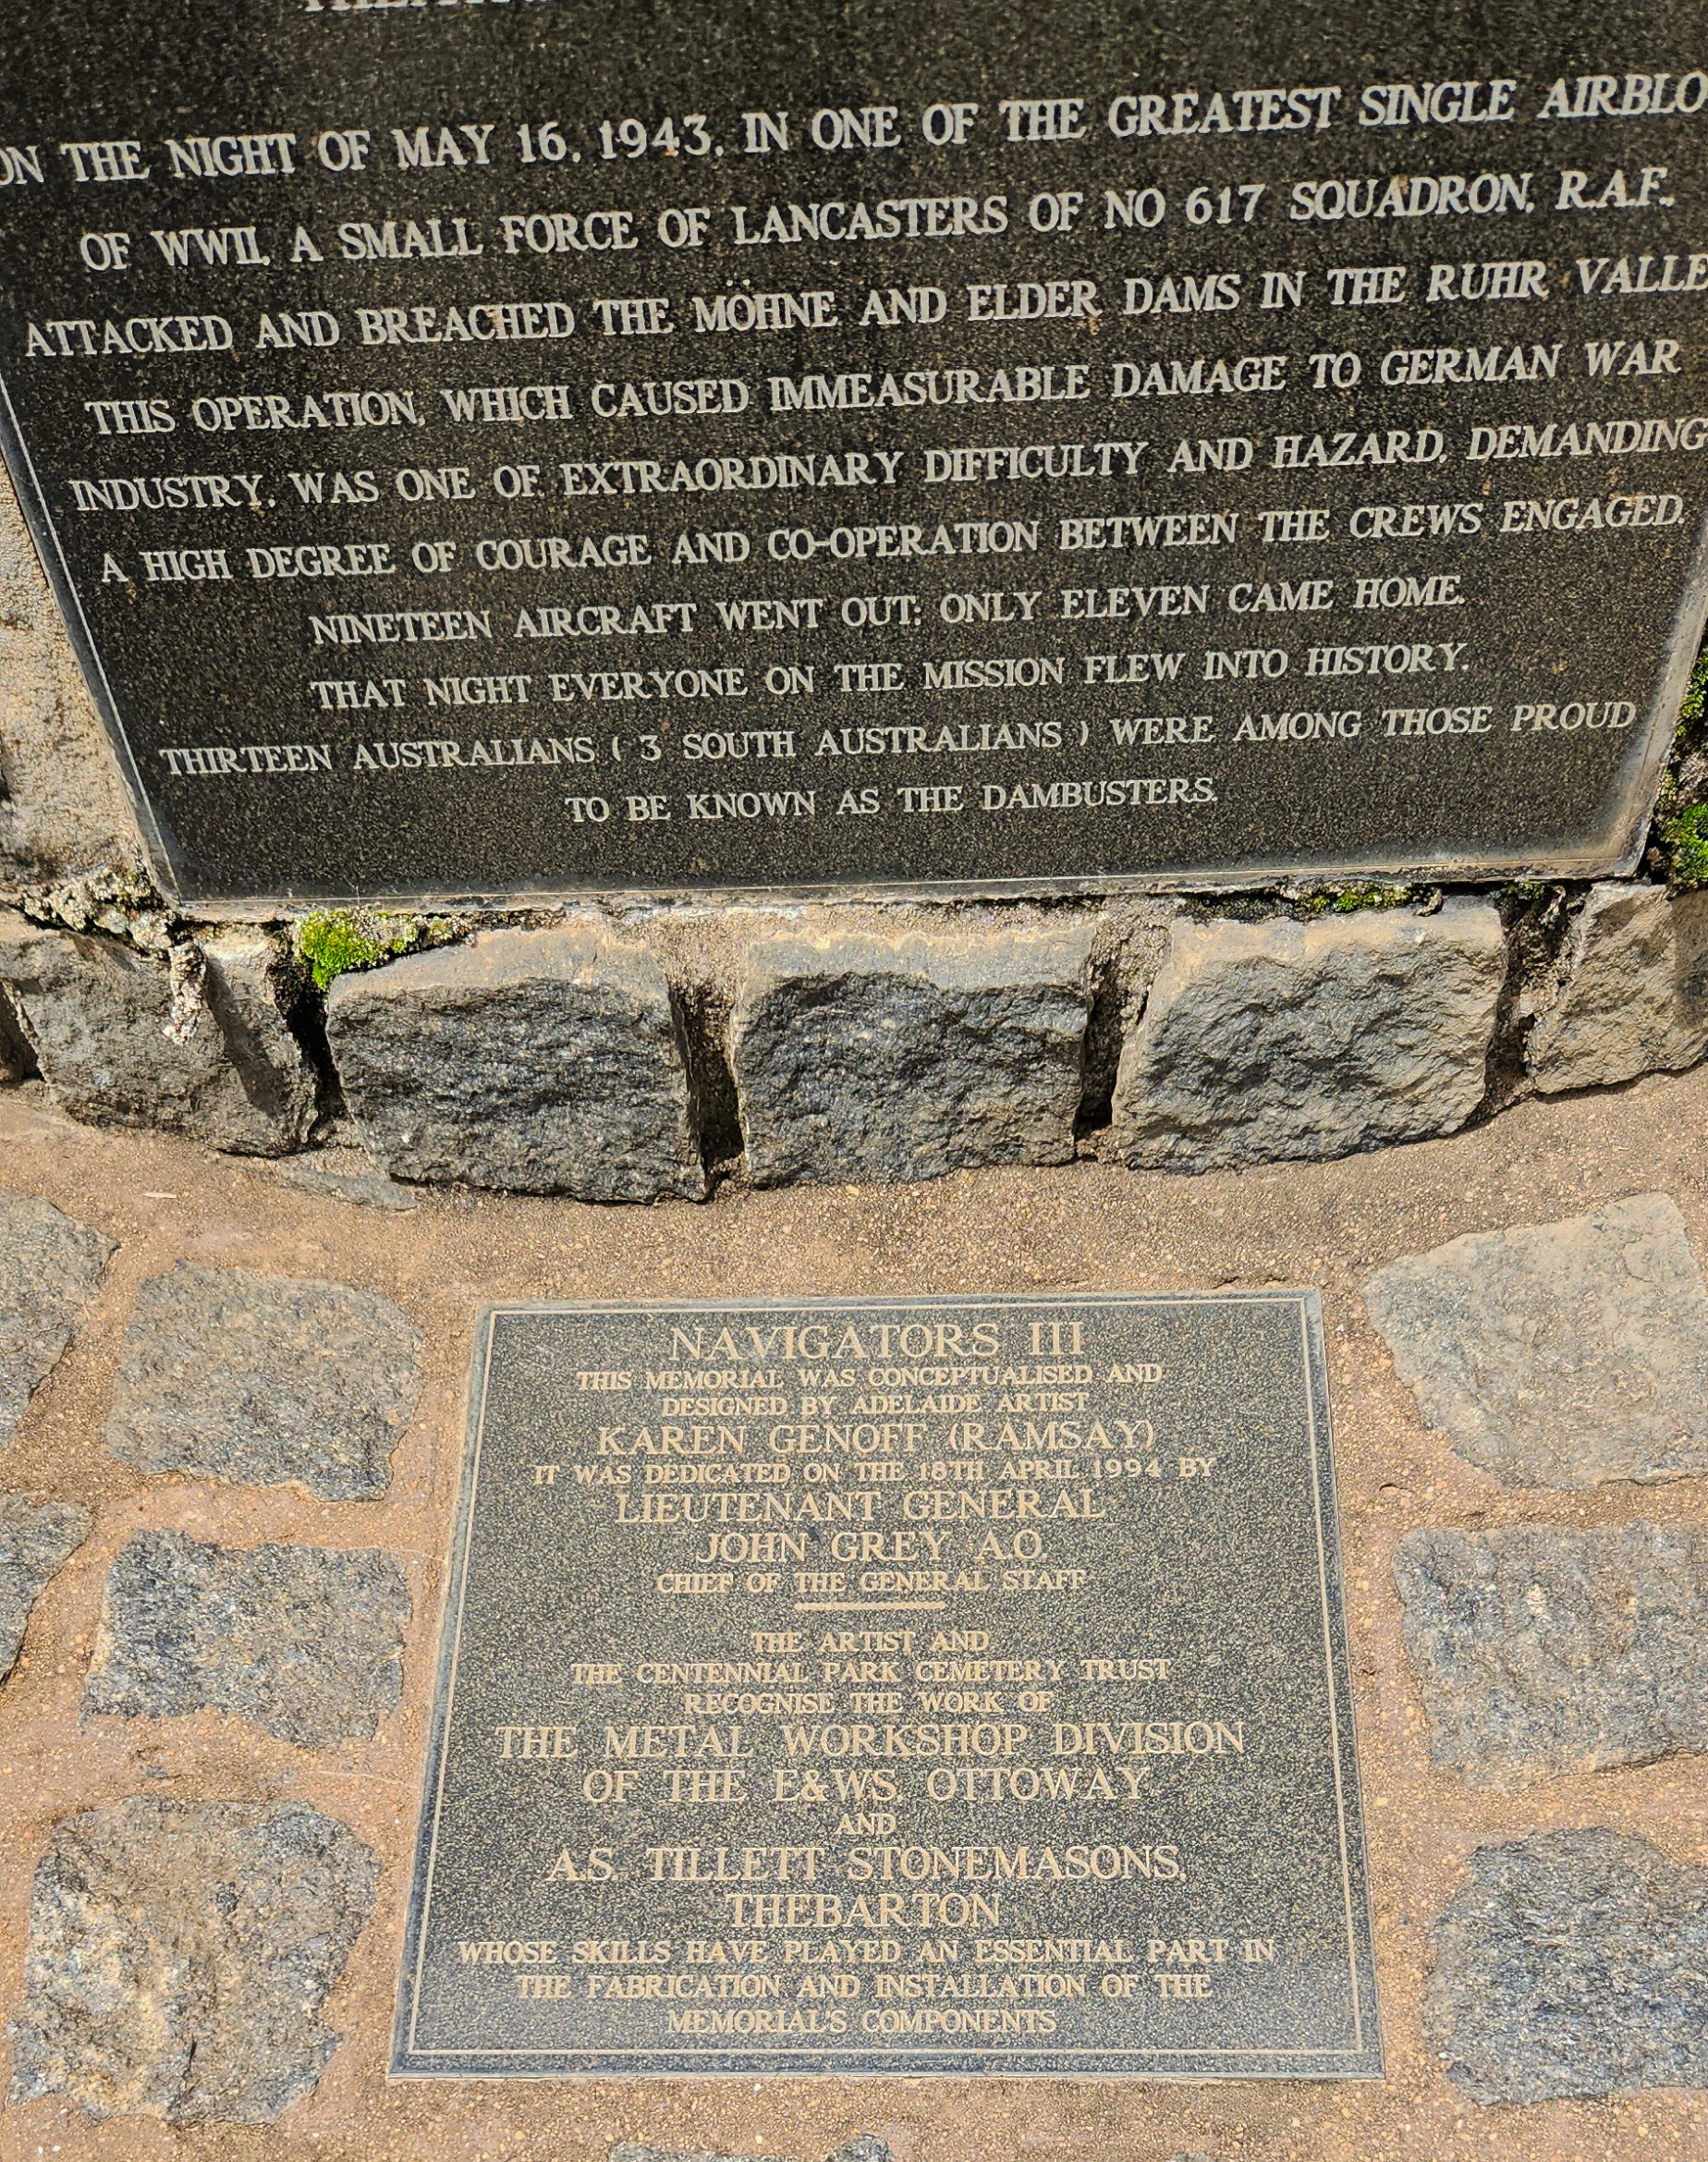 ON THE NIGHT OF MAY 16, 1943, IN ONE OF THE GREATEST SINGLE AIRBLO
OF WWII, A SMALL FORCE OF LANCASTERS OF NO 617 SQUADRON, R.A.F.,
ATTACKED AND BREACHED THE MÖHNE AND ELDER DAMS IN THE RUHR VALLE
THIS OPERATION, WHICH CAUSED IMMEASURABLE DAMAGE TO GERMAN WAR
INDUSTRY, WAS ONE OF EXTRAORDINARY DIFFICULTY AND HAZARD, DEMANDING
A HIGH DEGREE OF COURAGE AND CO-OPERATION BETWEEN THE CREWS ENGAGED.
NINETEEN AIRCRAFT WENT OUT; ONLY ELEVEN CAME HOME.
THAT NIGHT EVERYONE ON THE MISSION FLEW INTO HISTORY.
THIRTEEN AUSTRALIANS ( 3 SOUTH AUSTRALIANS ) WERE AMONG THOSE PROUD
TO BE KNOWN AS THE DAMBUSTERS.
NAVIGATORS III
THIS MEMORIAL WAS CONCEPTUALISED AND
DESIGNED BY ADELAIDE ARTIST
KAREN GENOFF (RAMSAY)
IT WAS DEDICATED ON THE 18TH APRIL 1994 BY
LIEUTENANT GENERAL
JOHN GREY A.O.
CHIEF OF THE GENERAL STAFF
THE ARTIST AND
THE CENTENNIAL PARK CEMETERY TRUST
RECOGNISE THE WORK OF
THE METAL WORKSHOP DIVISION
OF THE E&WS, OTTOWAY
AND
A.S. TILLETT STONEMASONS,
THEBARTON
WHOSE SKILLS HAVE PLAYED AN ESSENTIAL PART IN
THE FABRICATION AND INSTALLATION OF THE
MEMORIAL'S COMPONENTS